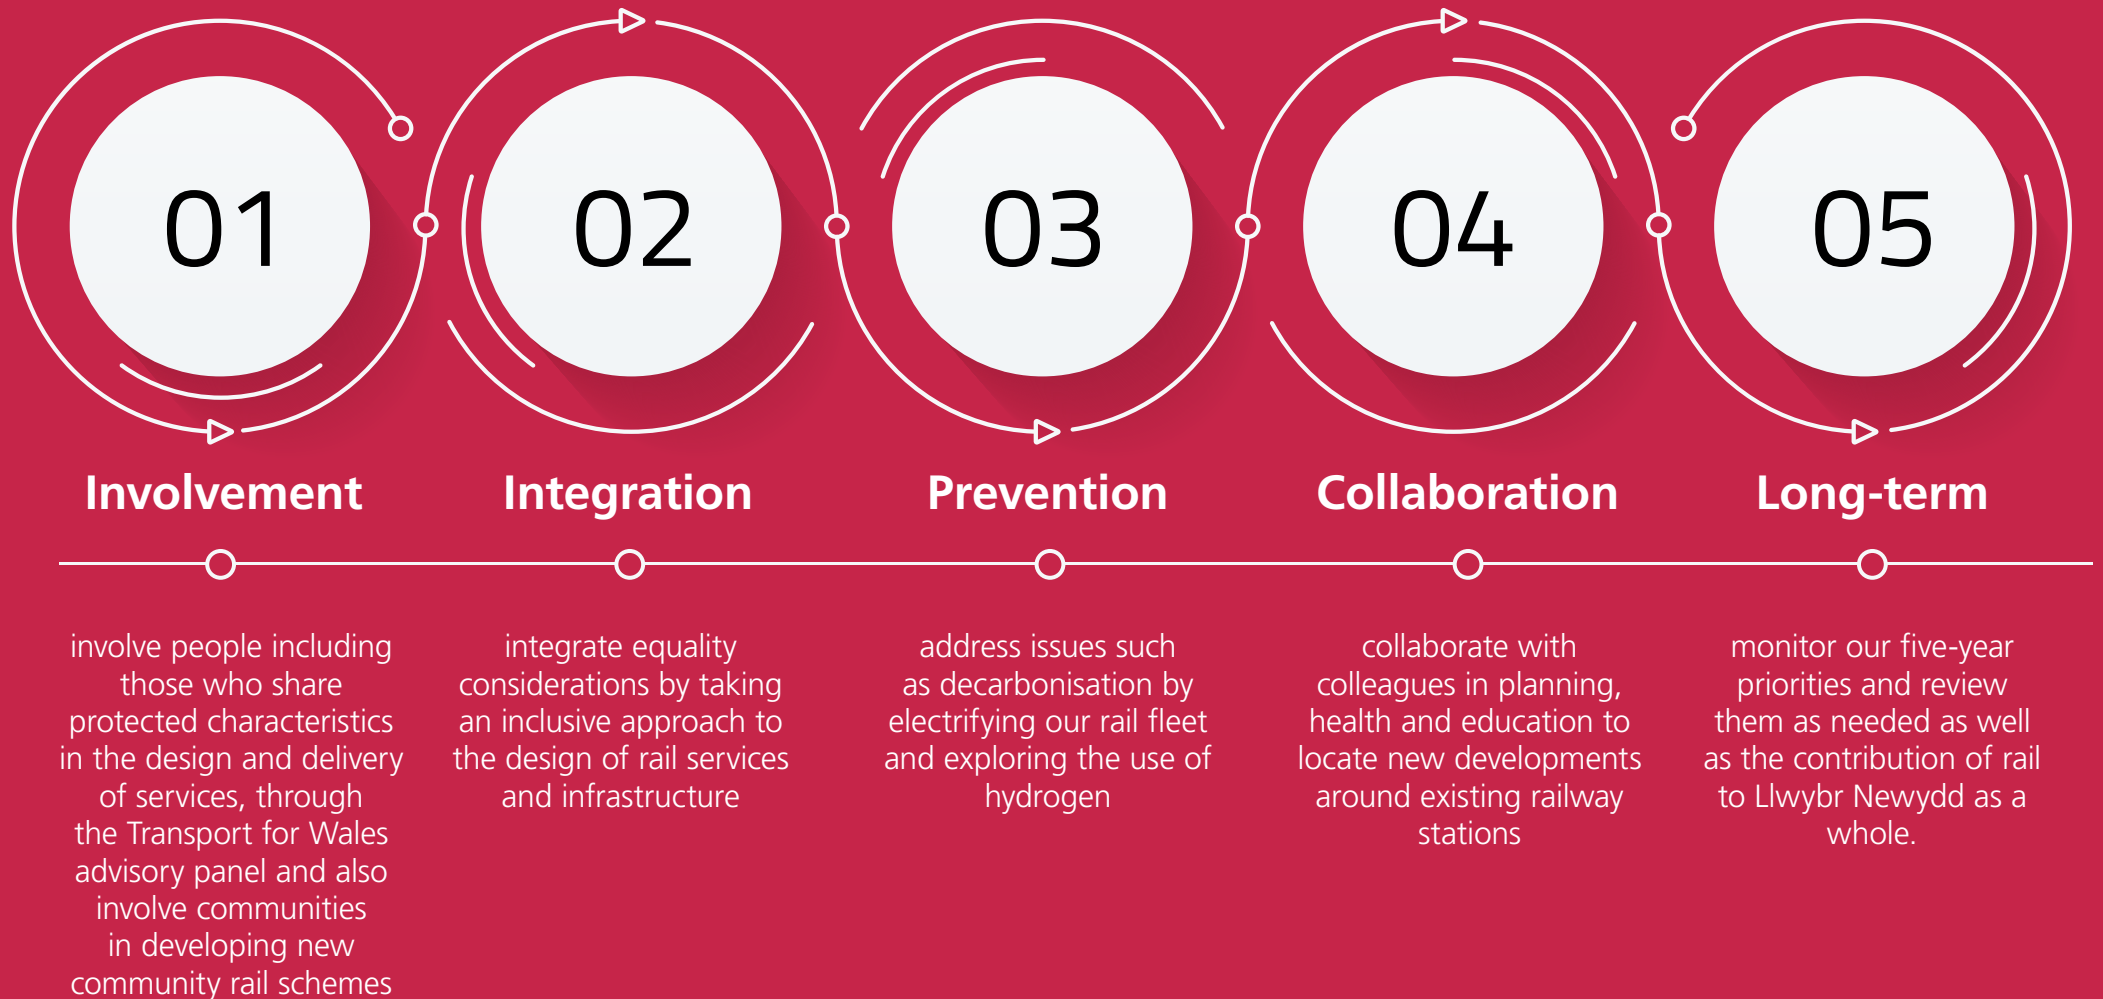 01
02
03
04
05
Involvement
Integration
Prevention
Collaboration
Long-term
involve people including
those who share
protected characteristics
in the design and delivery
of services, through
the Transport for Wales
advisory panel and also
involve communities
in developing new
community rail schemes
integrate equality
considerations by taking
an inclusive approach to
the design of rail services
and infrastructure
address issues such
as decarbonisation by
electrifying our rail fleet
and exploring the use of
hydrogen
collaborate with
colleagues in planning,
health and education to
locate new developments
around existing railway
stations
monitor our five-year
priorities and review
them as needed as well
as the contribution of rail
to Llwybr Newydd as a
whole.